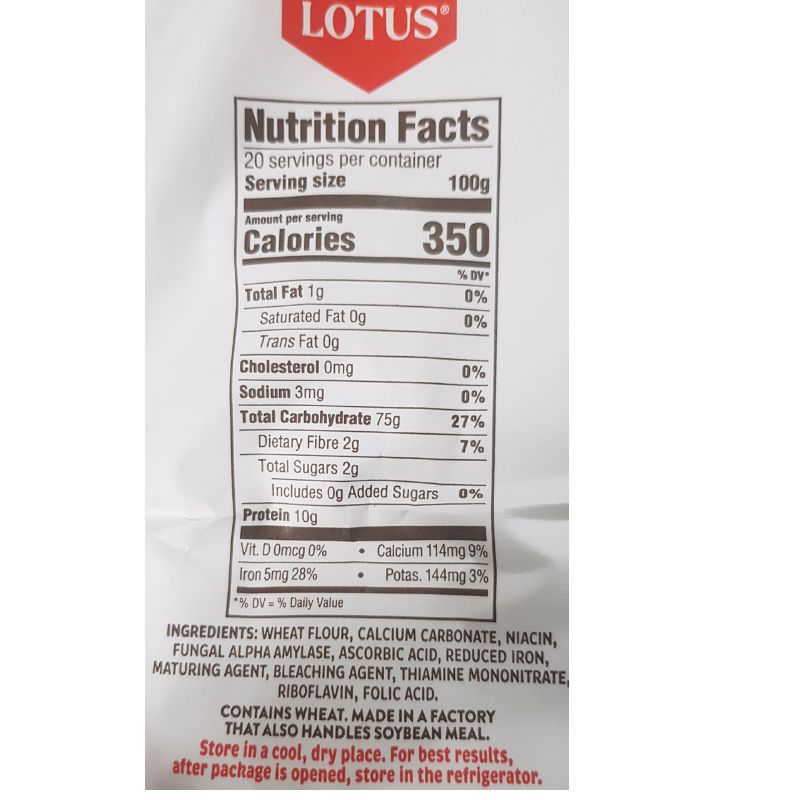 LOTUS®
Nutrition Facts
20 servings per container
Serving size 100g
Amount per serving
Calories 350
% DV*
Total Fat 1g 0%
Saturated Fat 0g 0%
Trans Fat 0g
Cholesterol 0mg 0%
Sodium 3mg 0%
Total Carbohydrate 75g 27%
Dietary Fibre 2g 7%
Total Sugars 2g
Includes 0g Added Sugars 0%
Protein 10g
Vit. D 0mcg 0% • Calcium 114mg 9%
Iron 5mg 28% • Potas. 144mg 3%
*% DV = % Daily Value
INGREDIENTS: WHEAT FLOUR, CALCIUM CARBONATE, NIACIN,
FUNGAL ALPHA AMYLASE, ASCORBIC ACID, REDUCED IRON,
MATURING AGENT, BLEACHING AGENT, THIAMINE MONONITRATE,
RIBOFLAVIN, FOLIC ACID.
CONTAINS WHEAT. MADE IN A FACTORY
THAT ALSO HANDLES SOYBEAN MEAL.
Store in a cool, dry place. For best results,
after package is opened, store in the refrigerator.